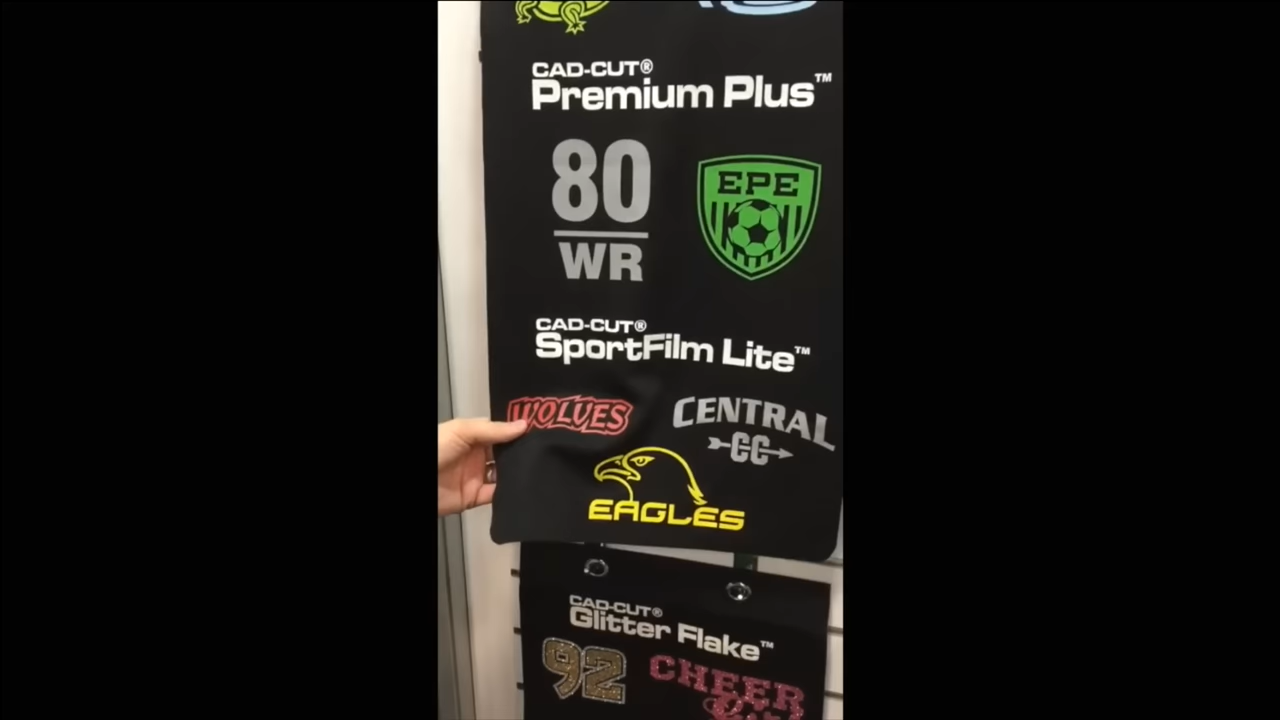 CAD-CUT®
Premium Plus™
80
WR
EPE
CAD-CUT®
SportFilm Lite™
WOLVES
CENTRAL
CC
EAGLES
CAD-CUT®
Glitter Flake™
92
CHEER